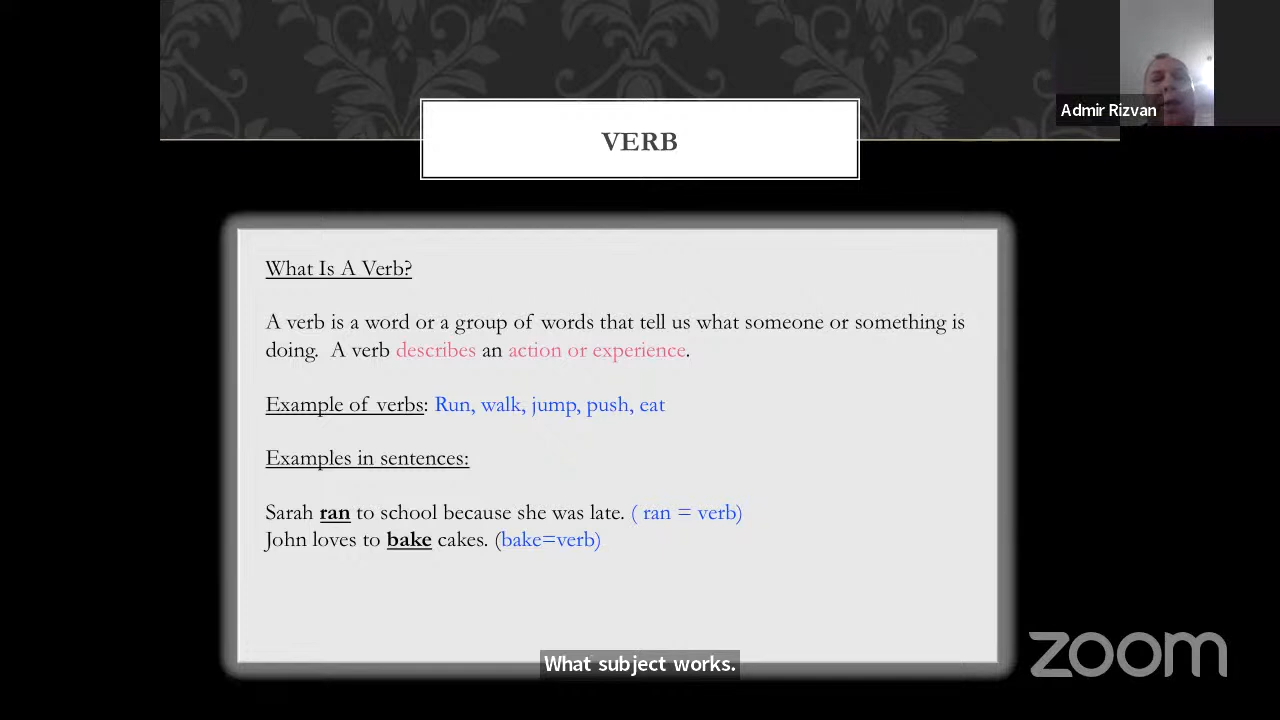 Admir Rizvan
VERB
What Is A Verb?
A verb is a word or a group of words that tell us what someone or something is
doing. A verb describes an action or experience.
Example of verbs: Run, walk, jump, push, eat
Examples in sentences:
Sarah ran to school because she was late. ( ran = verb)
John loves to bake cakes. (bake=verb)
What subject works.
zoom